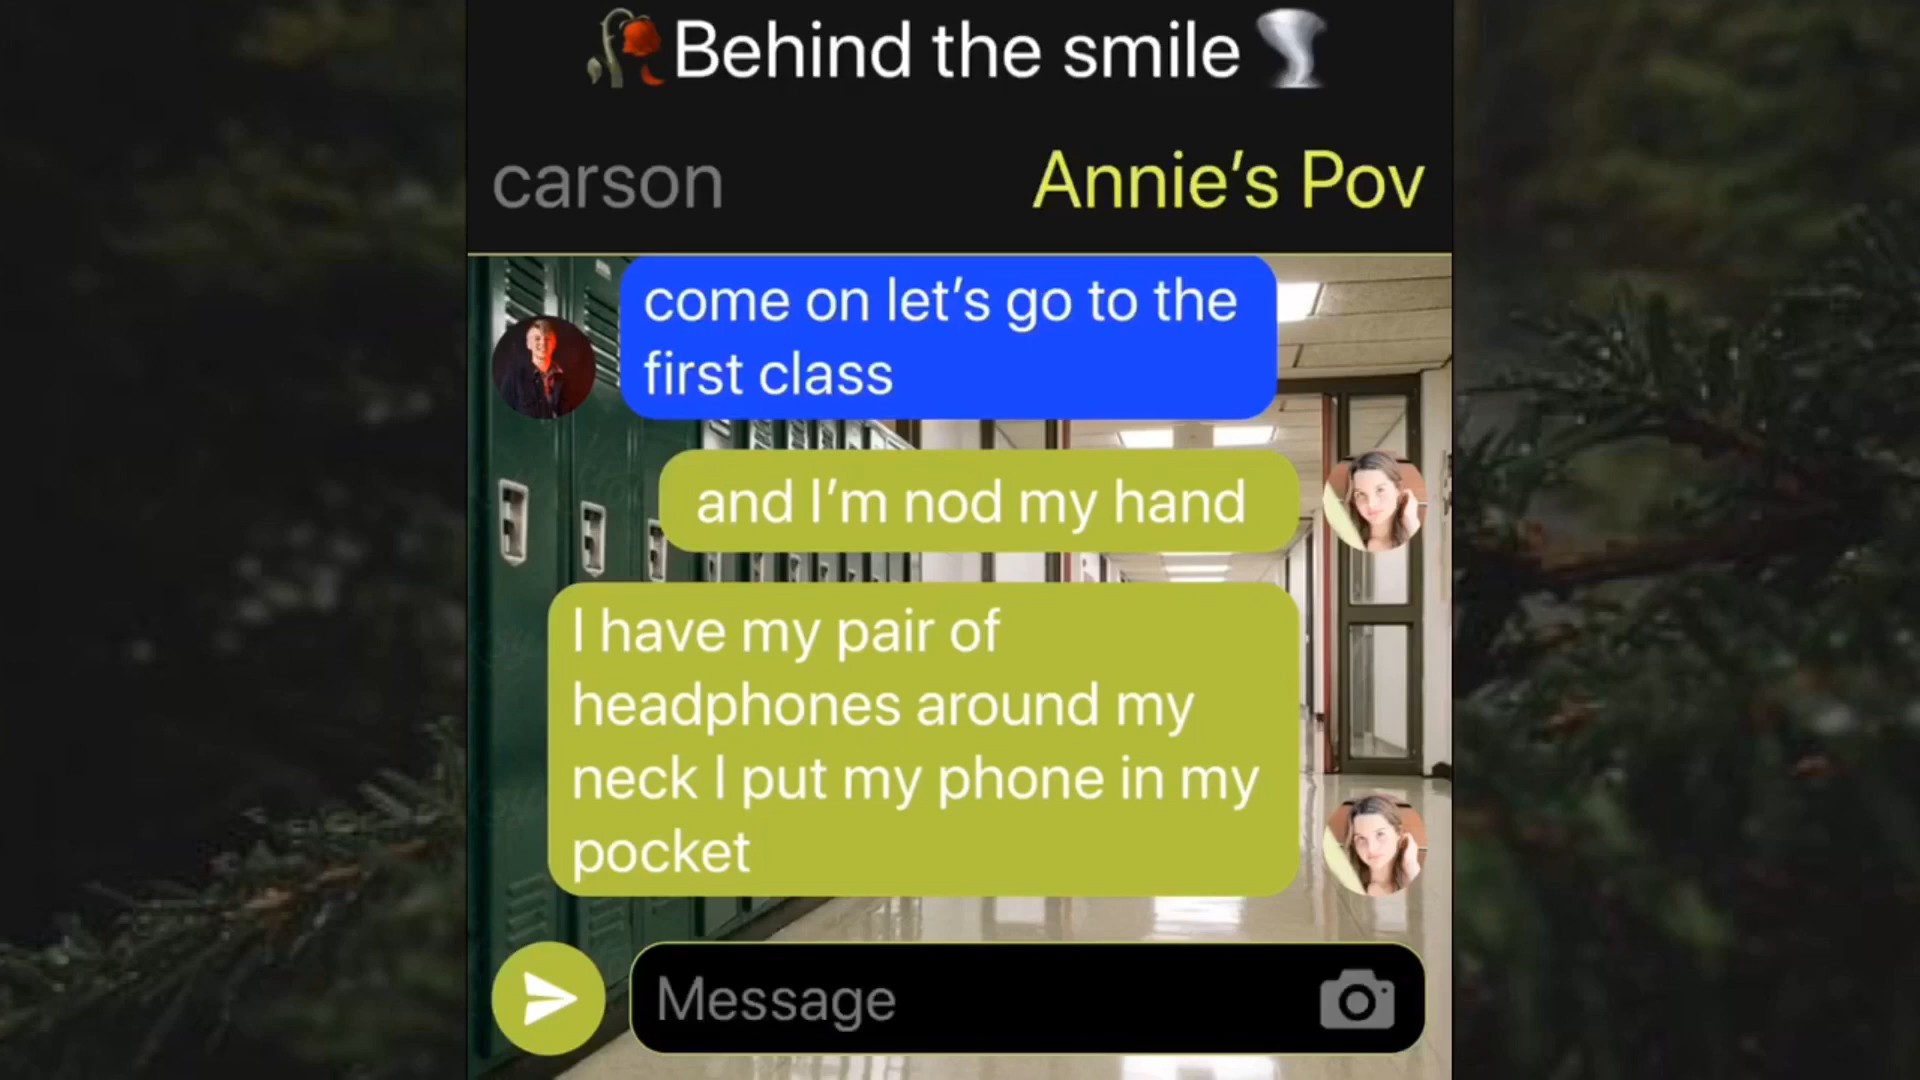 🥀Behind the smile🌪
carson
Annie’s Pov
come on let’s go to the
first class
and I’m nod my hand
I have my pair of
headphones around my
neck I put my phone in my
pocket
Message